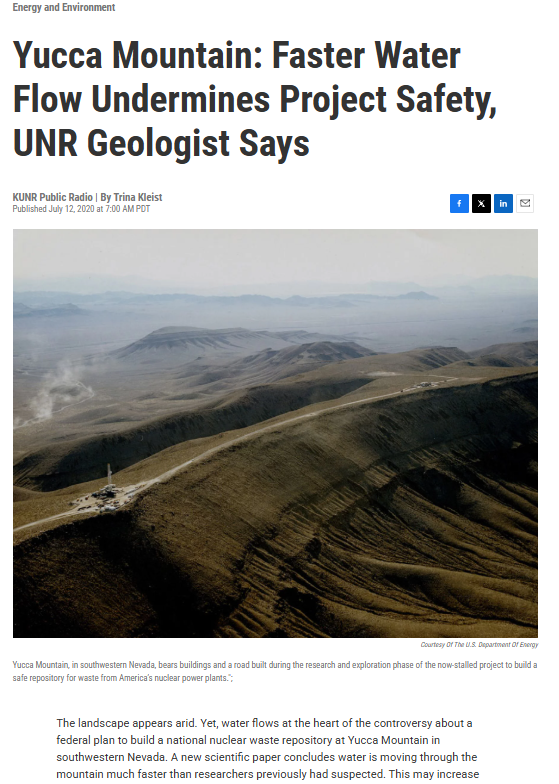 Energy and Environment
Yucca Mountain: Faster Water
Flow Undermines Project Safety,
UNR Geologist Says
KUNR Public Radio | By Trina Kleist
Published July 12, 2020 at 7:00 AM PDT
Courtesy Of The U.S. Department Of Energy
Yucca Mountain, in southwestern Nevada, bears buildings and a road built during the research and exploration phase of the now-stalled project to build a
safe repository for waste from America's nuclear power plants.";
The landscape appears arid. Yet, water flows at the heart of the controversy about a
federal plan to build a national nuclear waste repository at Yucca Mountain in
southwestern Nevada. A new scientific paper concludes water is moving through the
mountain much faster than researchers previously had suspected. This may increase